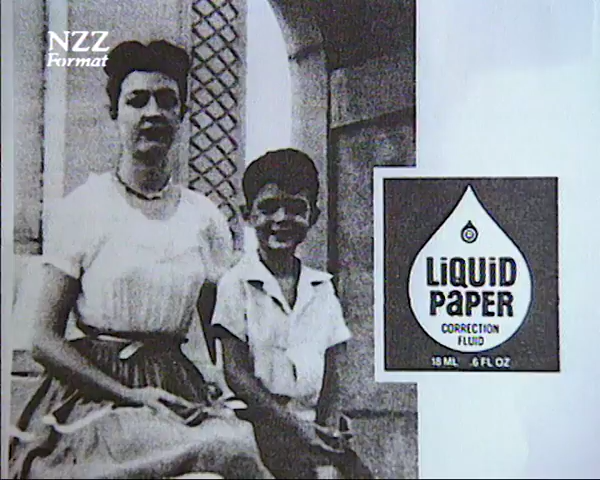 NZZ
Format
LiQUiD
PaPER
CORRECTION
FLUID
18 ML .6 FL OZ